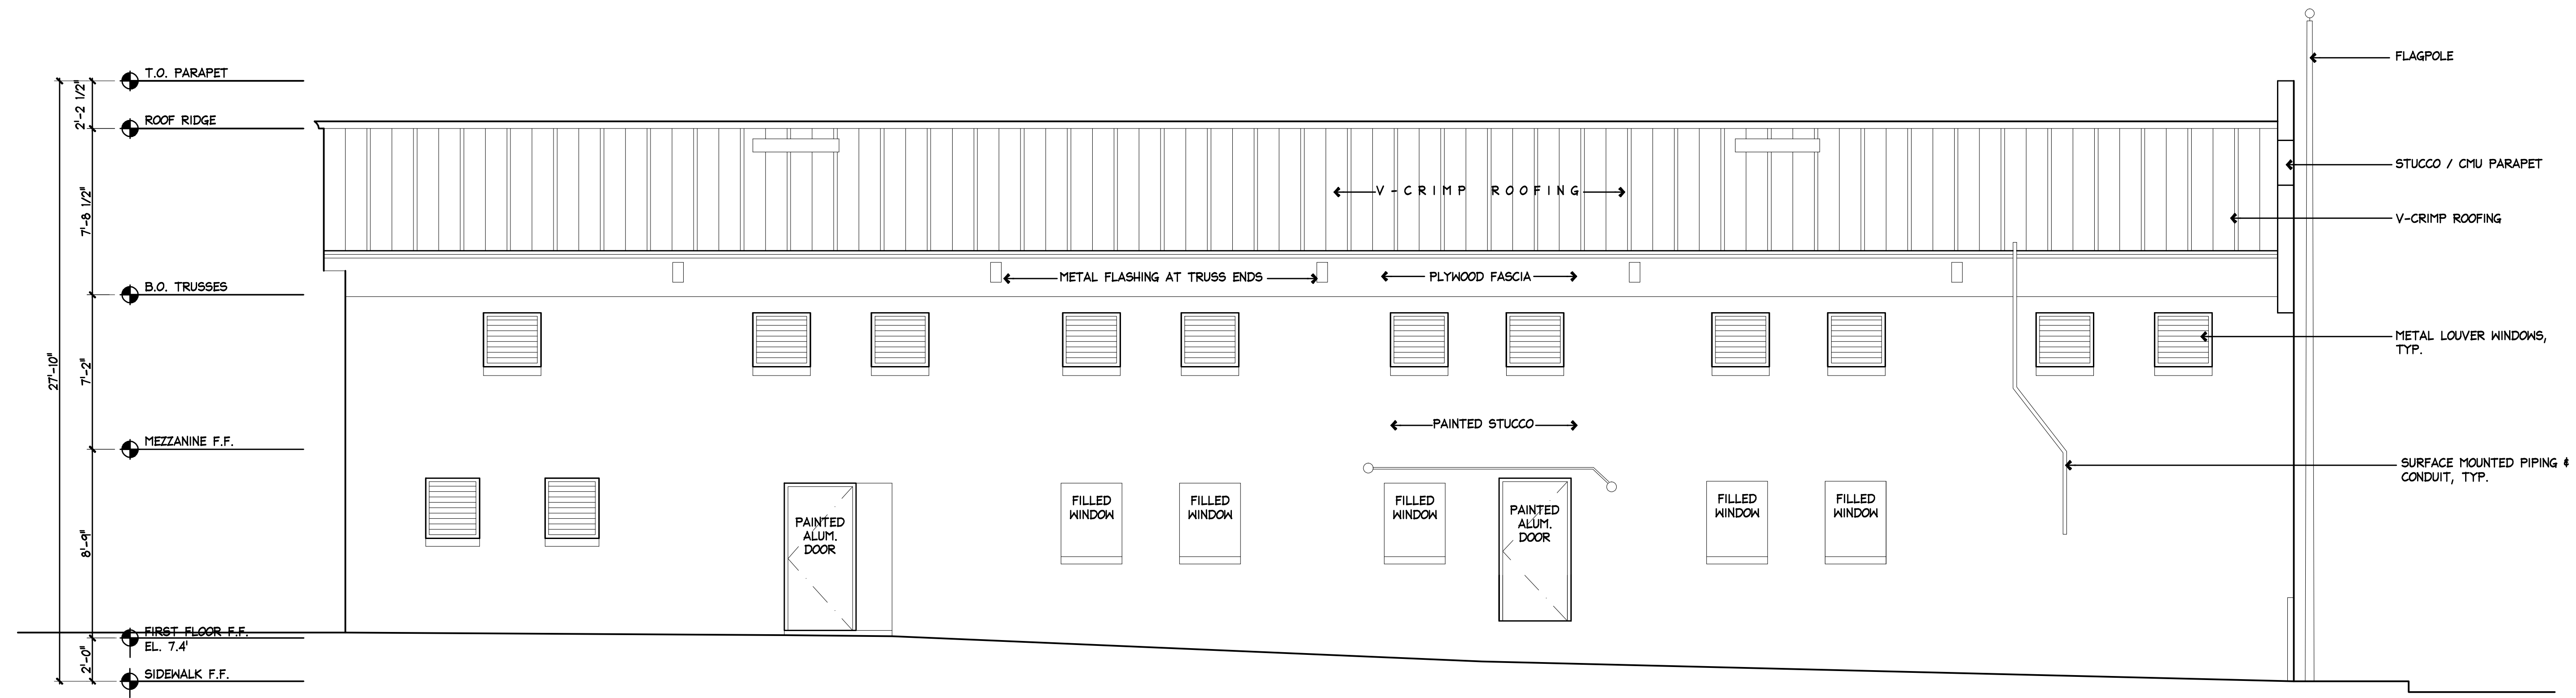 T.O. PARAPET
ROOF RIDGE
B.O. TRUSSES
MEZZANINE F.F.
FIRST FLOOR F.F.
EL. 7.4'
SIDEWALK F.F.
27'-10"
2'-2 1/2"
7'-8 1/2"
7'-2"
8'-9"
2'-0"
V-CRIMP ROOFING
METAL FLASHING AT TRUSS ENDS
PLYWOOD FASCIA
PAINTED STUCCO
PAINTED
ALUM.
DOOR
FILLED
WINDOW
FILLED
WINDOW
FILLED
WINDOW
PAINTED
ALUM.
DOOR
FILLED
WINDOW
FILLED
WINDOW
FLAGPOLE
STUCCO / CMU PARAPET
V-CRIMP ROOFING
METAL LOUVER WINDOWS,
TYP.
SURFACE MOUNTED PIPING &
CONDUIT, TYP.